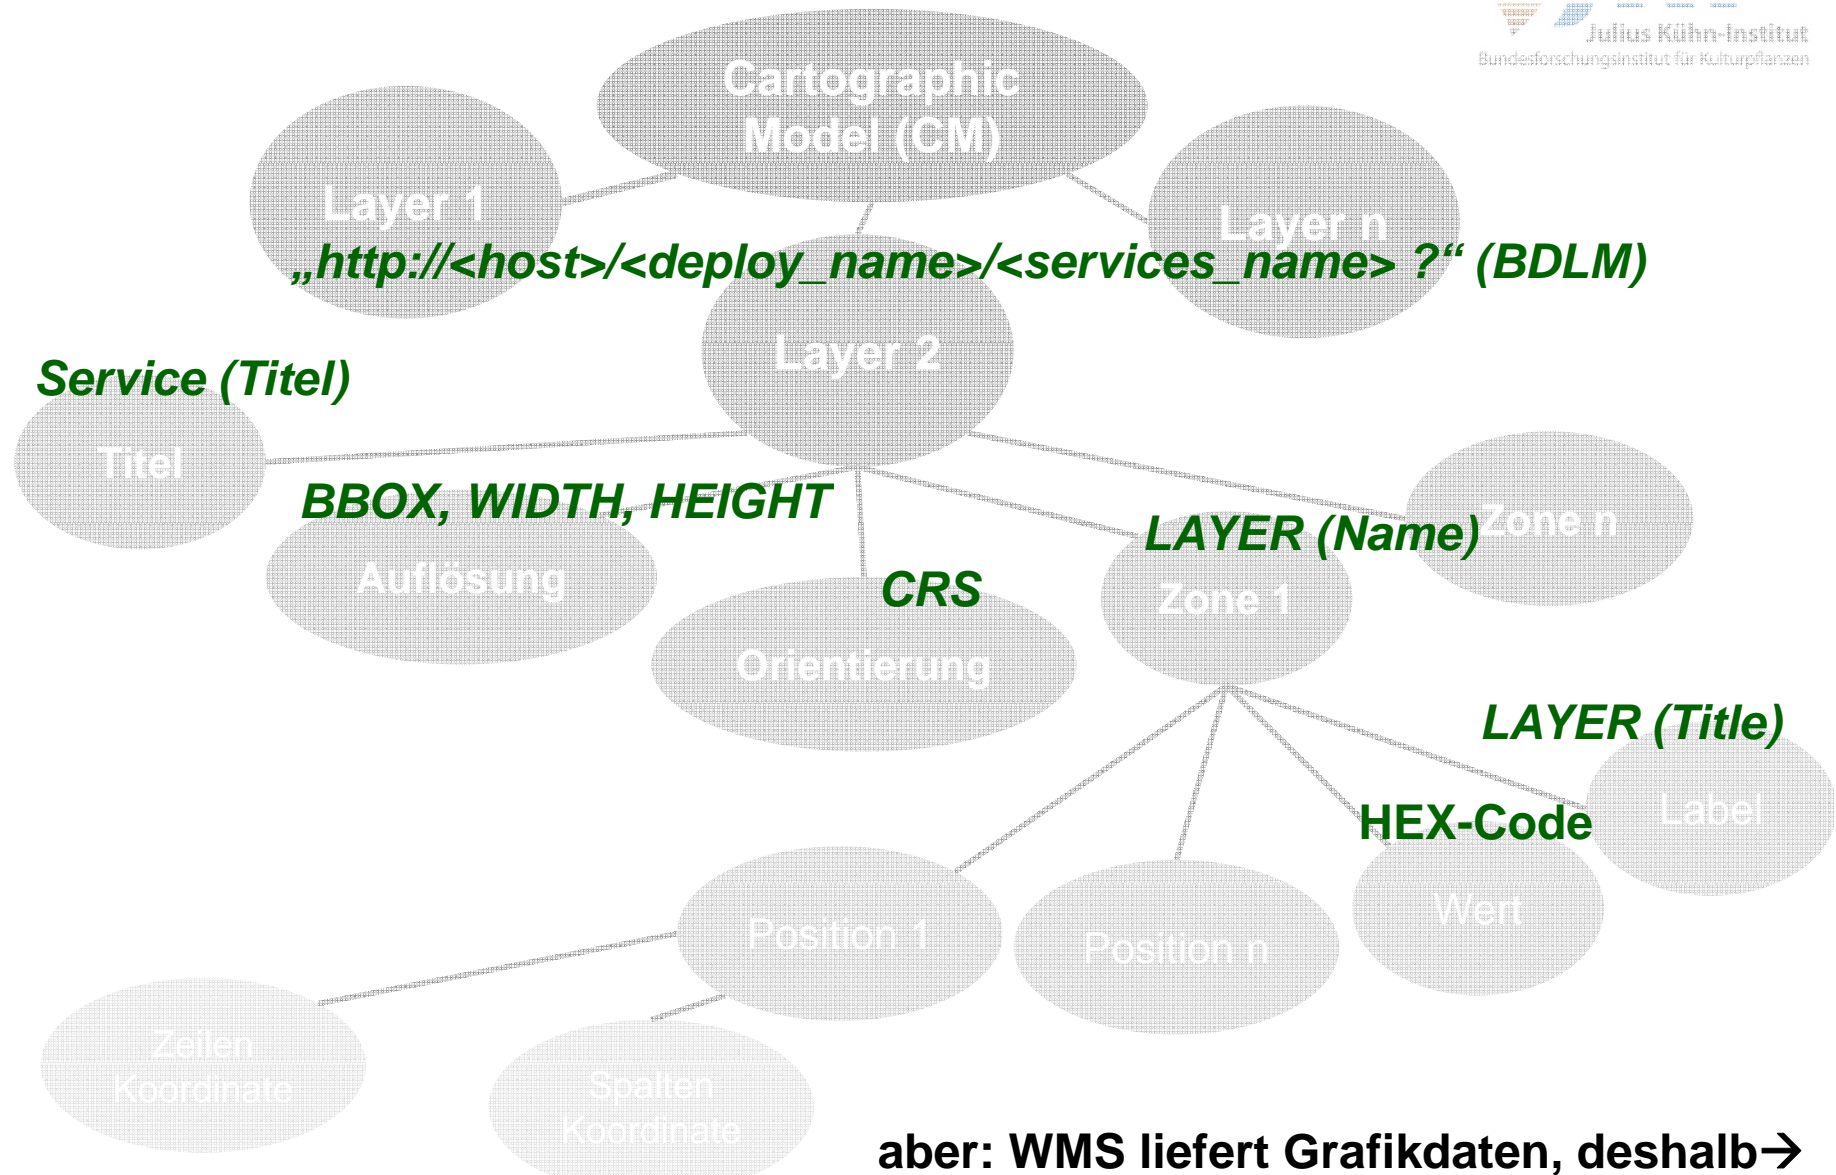 Julius Kühn-Institut
Bundesforschungsinstitut für Kulturpflanzen
Cartographic
Model (CM)
Layer 1
Layer n
„http://<host>/<deploy_name>/<services_name> ?“ (BDLM)
Layer 2
Service (Titel)
Titel
BBOX, WIDTH, HEIGHT
LAYER (Name)
Zone n
Auflösung
CRS
Zone 1
Orientierung
LAYER (Title)
Label
HEX-Code
Wert
Position 1
Position n
Zeilen
Koordinate
Spalten
Koordinate
aber: WMS liefert Grafikdaten, deshalb→